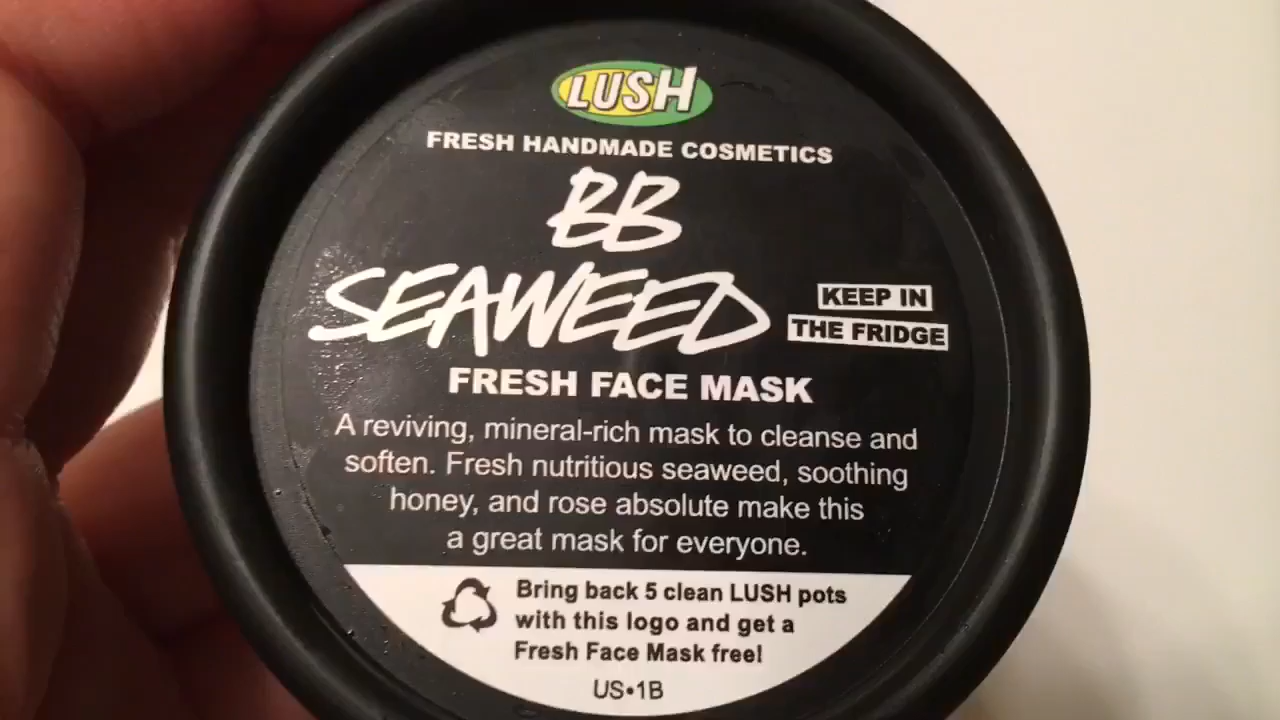 LUSH
FRESH HANDMADE COSMETICS
BB
SEAWEED
KEEP IN
THE FRIDGE
FRESH FACE MASK
A reviving, mineral-rich mask to cleanse and
soften. Fresh nutritious seaweed, soothing
honey, and rose absolute make this
a great mask for everyone.
Bring back 5 clean LUSH pots
with this logo and get a
Fresh Face Mask free!
US•1B